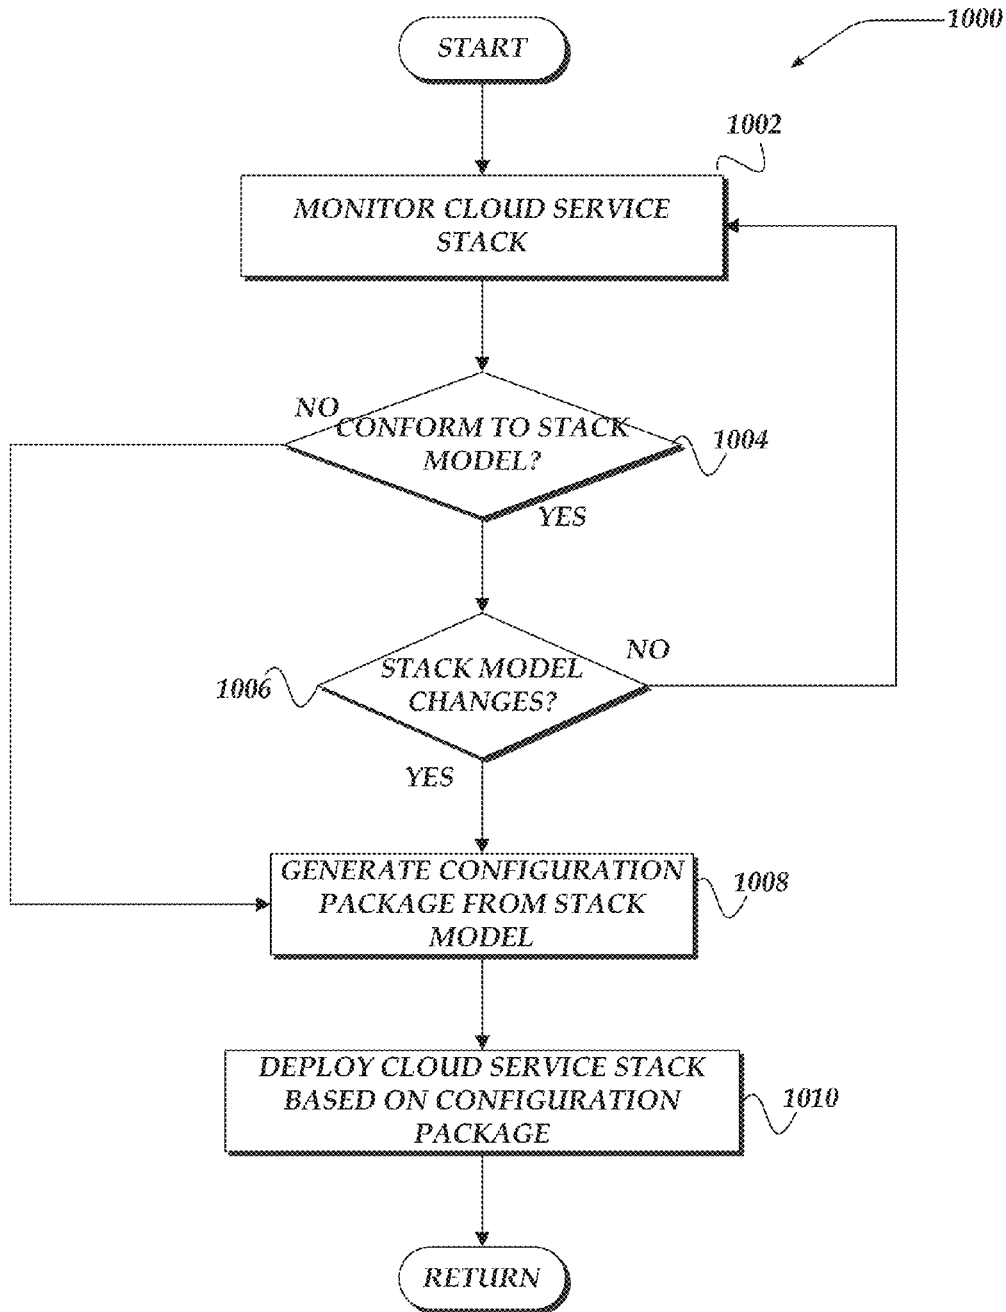 1000
START
1002
MONITOR CLOUD SERVICE
STACK
NO
CONFORM TO STACK
MODEL?
1004
YES
NO
STACK MODEL
CHANGES?
1006
YES
GENERATE CONFIGURATION
PACKAGE FROM STACK
MODEL
1008
DEPLOY CLOUD SERVICE STACK
BASED ON CONFIGURATION
PACKAGE
1010
RETURN